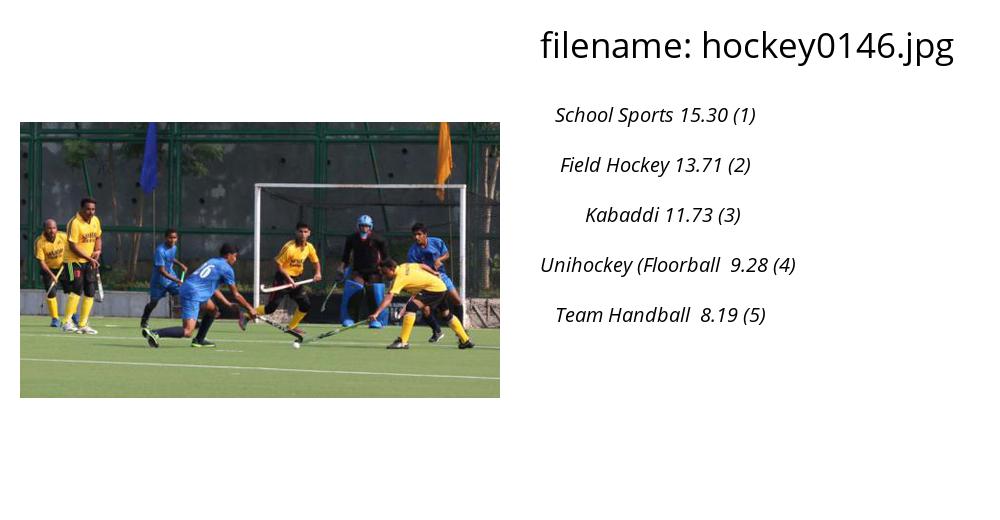 filename: hockey0146.jpg
School Sports 15.30 (1)
Field Hockey 13.71 (2)
Kabaddi 11.73 (3)
Unihockey (Floorball  9.28 (4)
Team Handball  8.19 (5)
16